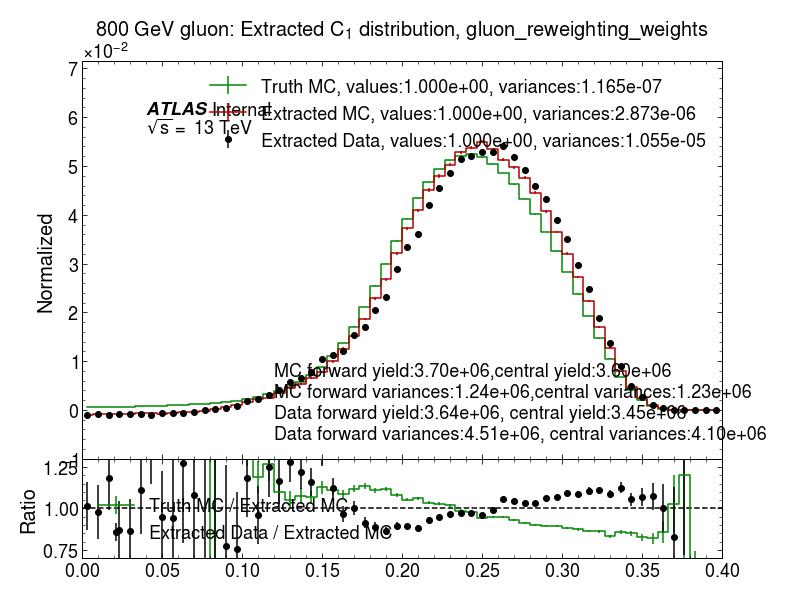 800 GeV gluon: Extracted C₁ distribution, gluon_reweighting_weights
×10⁻²
Truth MC, values:1.000e+00, variances:1.165e-07
ATLAS Internal
Extracted MC, values:1.000e+00, variances:2.873e-06
√s = 13 TeV
Extracted Data, values:1.000e+00, variances:1.055e-05
7
6
5
4
3
2
1
0
1
Normalized
MC forward yield:3.70e+06,central yield:3.60e+06
MC forward variances:1.24e+06,central variances:1.23e+06
Data forward yield:3.64e+06, central yield:3.45e+06
Data forward variances:4.51e+06, central variances:4.10e+06
1.25
1.00
0.75
Ratio
Truth MC / Extracted MC
Extracted Data / Extracted MC
0.00 0.05 0.10 0.15 0.20 0.25 0.30 0.35 0.40